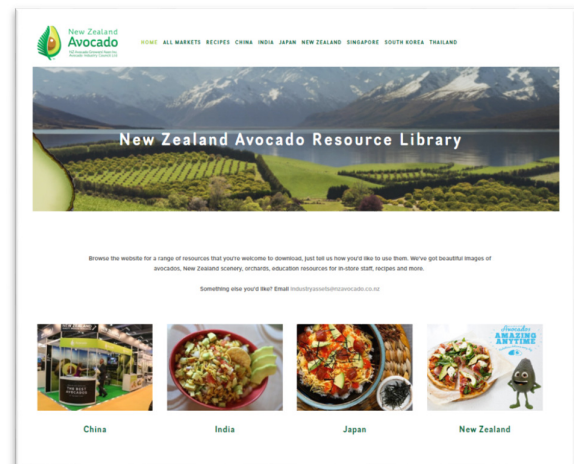 New Zealand
Avocado
HOME ALL MARKETS RECIPES CHINA INDIA JAPAN NEW ZEALAND SINGAPORE SOUTH KOREA THAILAND
New Zealand Avocado Resource Library
Browse the website for a range of resources that you're welcome to download, just tell us how you'd like to use them. We've got beautiful images of
avocados, New Zealand scenery, orchards, education resources for in-store staff, recipes and more.
Something else you'd like? Email industryassets@nzavocado.co.nz
THE BEST
AVOCADOS
AMAZING
ANYTIME
China
India
Japan
New Zealand